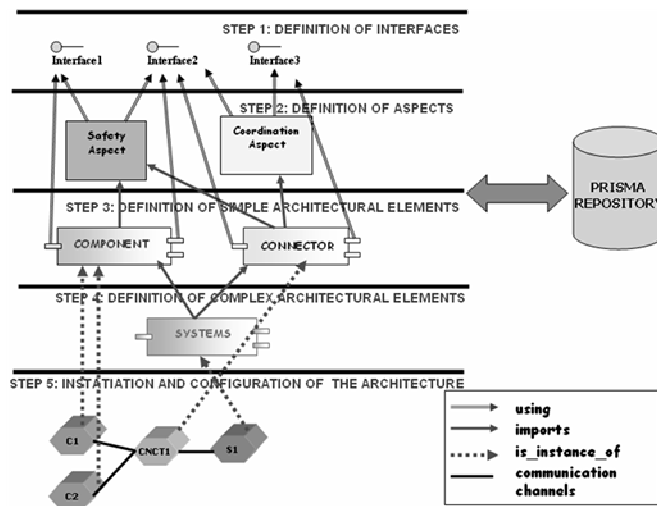 STEP 1: DEFINITION OF INTERFACES
Interface1
Interface2
Interface3
STEP 2: DEFINITION OF ASPECTS
Safety
Aspect
Coordination
Aspect
PRISMA
REPOSITORY
STEP 3: DEFINITION OF SIMPLE ARCHITECTURAL ELEMENTS
COMPONENT
CONNECTOR
STEP 4: DEFINITION OF COMPLEX ARCHITECTURAL ELEMENTS
SYSTEMS
STEP 5: INSTATIATION AND CONFIGURATION OF THE ARCHITECTURE
C1
CNCT1
S1
C2
using
imports
is_instance_of
communication
channels